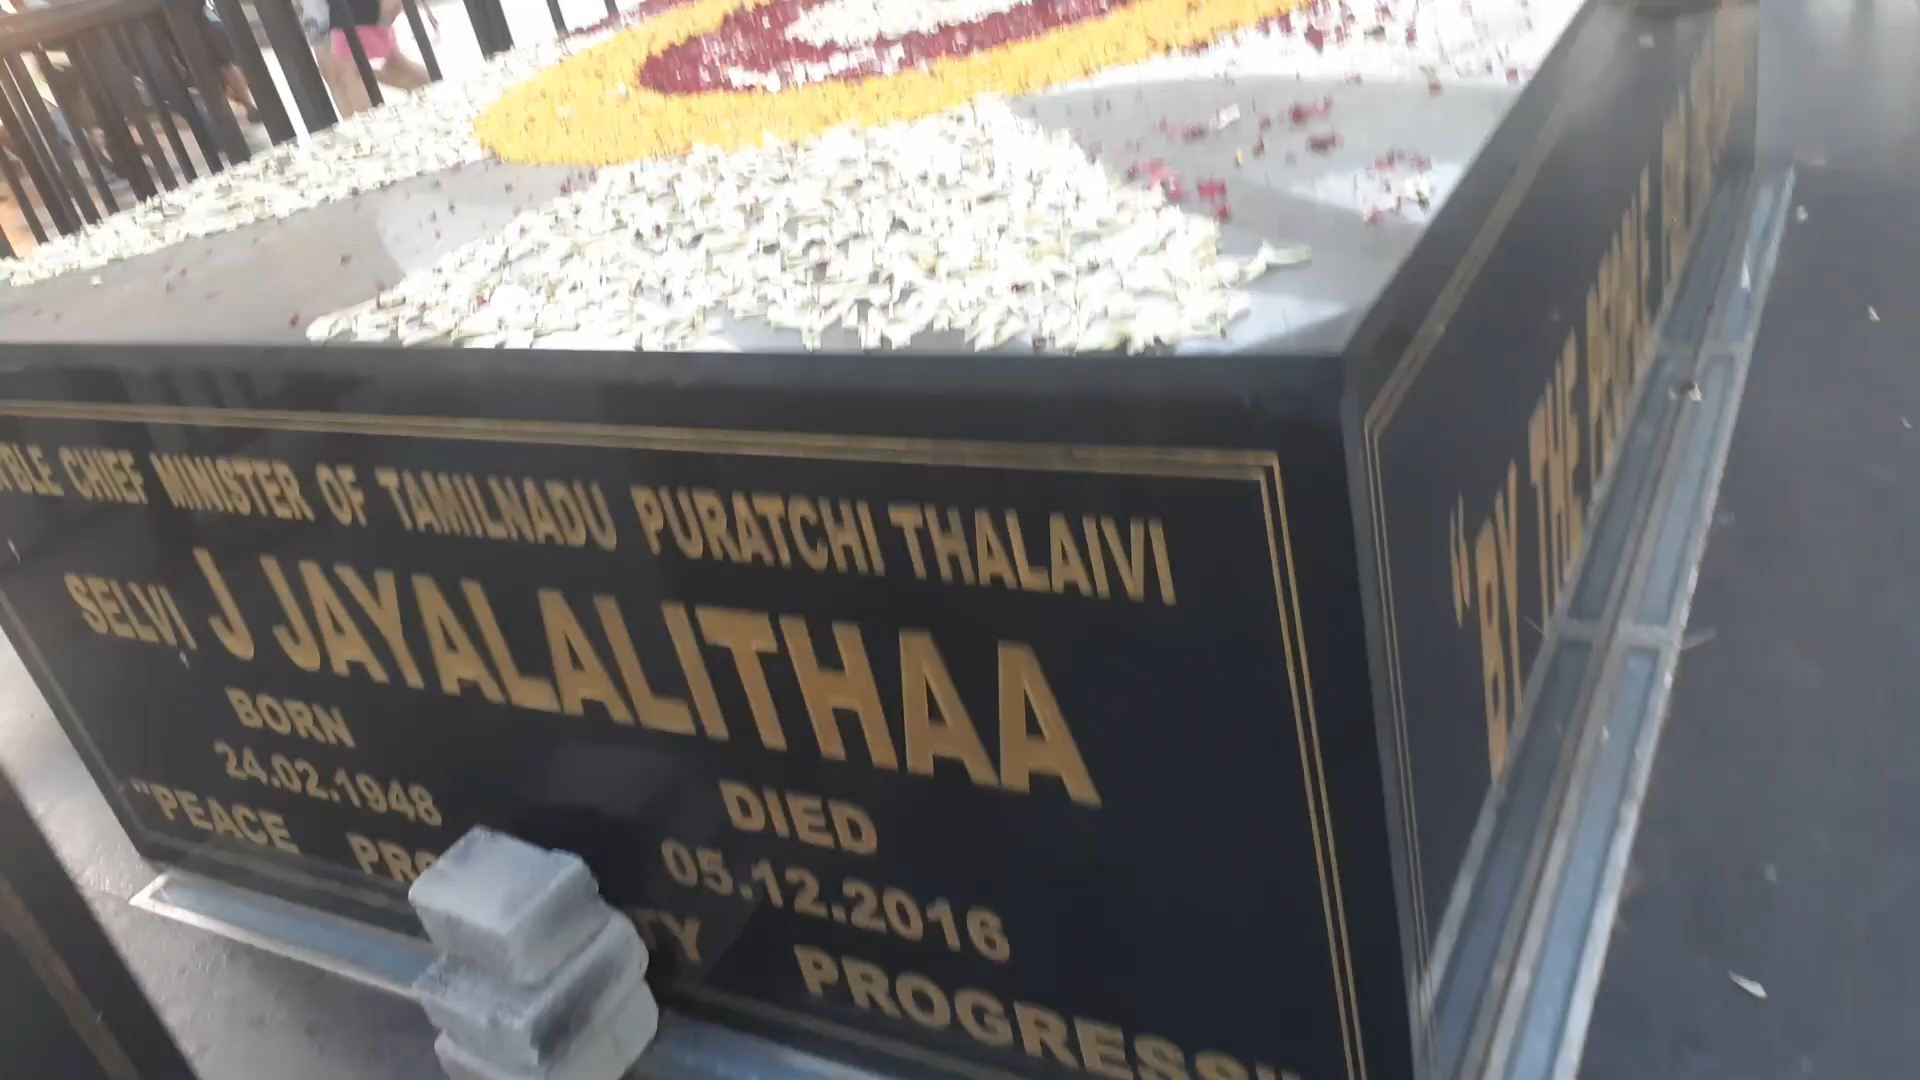 CHIEF MINISTER OF TAMILNADU PURATCHI THALAIVI
SELVI J JAYALALITHAA
BORN
24.02.1948
DIED
05.12.2016
"PEACE PROGRESS"
"BY THE PEOPLE